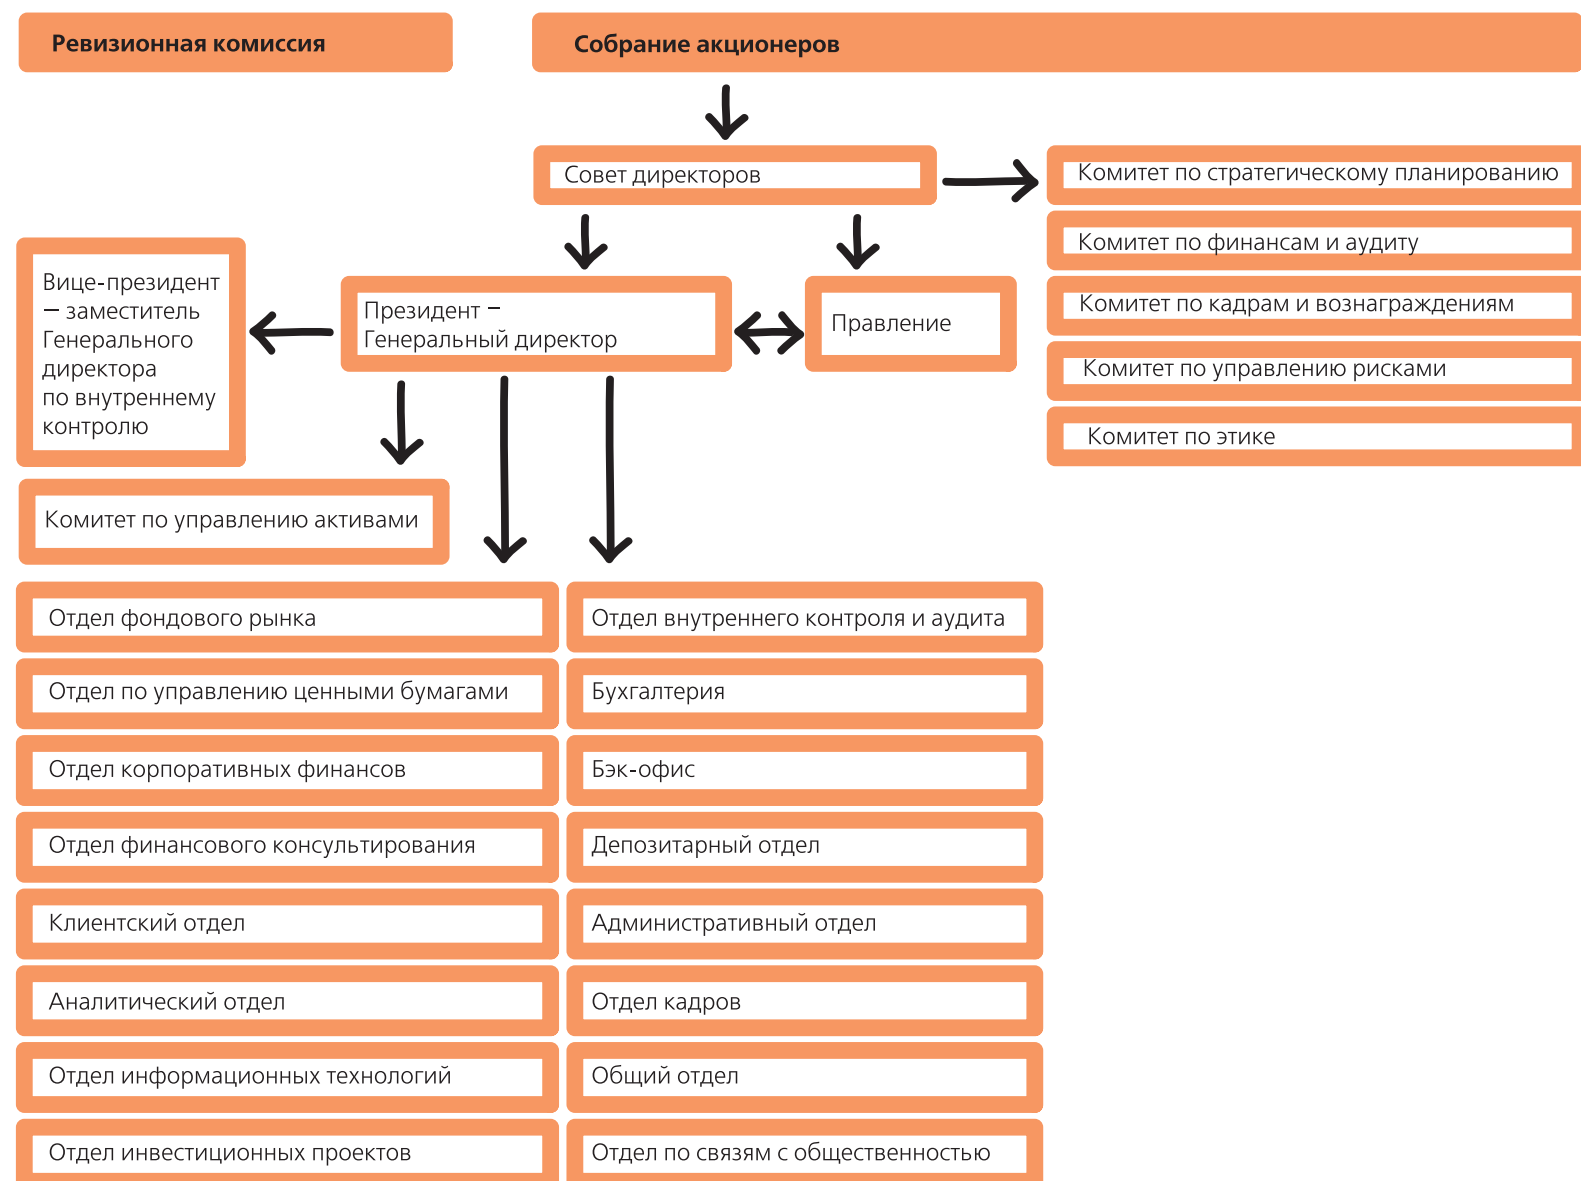 Ревизионная комиссия
Собрание акционеров
Совет директоров
Комитет по стратегическому планированию
Комитет по финансам и аудиту
Комитет по кадрам и вознаграждениям
Комитет по управлению рисками
Комитет по этике
Вице-президент
– заместитель
Генерального
директора
по внутреннему
контролю
Президент –
Генеральный директор
Правление
Комитет по управлению активами
Отдел фондового рынка
Отдел по управлению ценными бумагами
Отдел корпоративных финансов
Отдел финансового консультирования
Клиентский отдел
Аналитический отдел
Отдел информационных технологий
Отдел инвестиционных проектов
Отдел внутреннего контроля и аудита
Бухгалтерия
Бэк-офис
Депозитарный отдел
Административный отдел
Отдел кадров
Общий отдел
Отдел по связям с общественностью